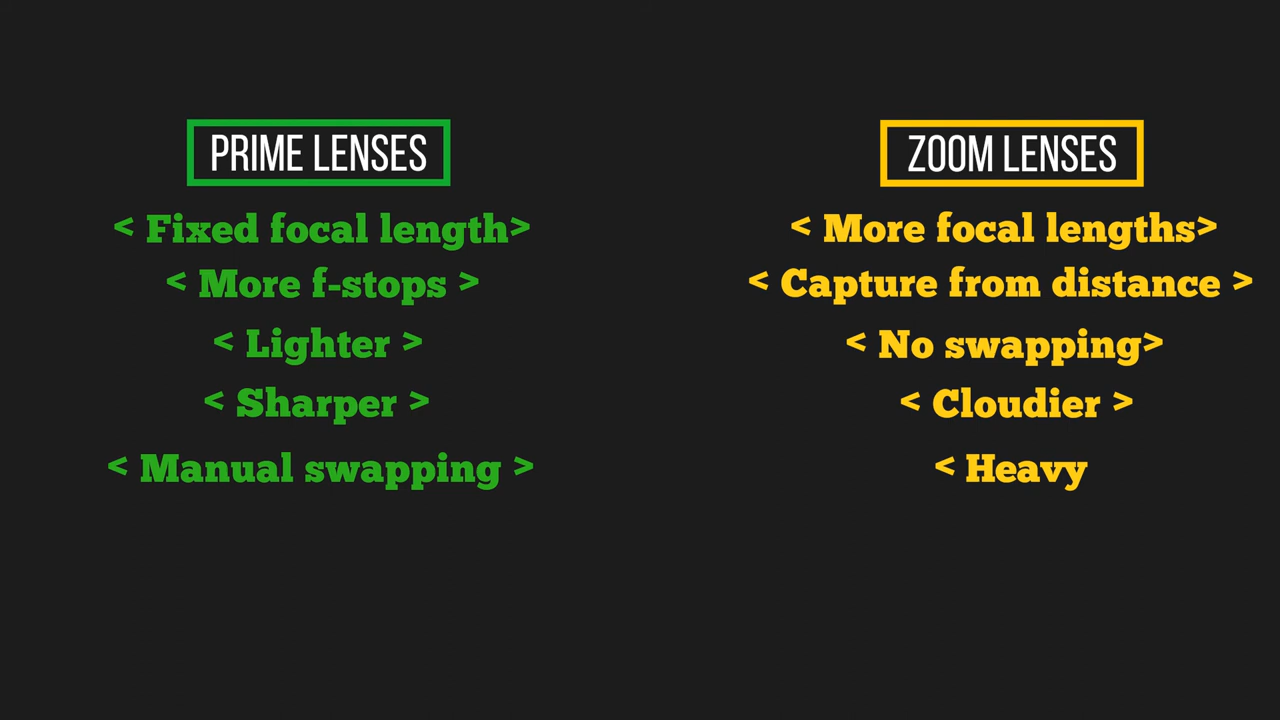 PRIME LENSES
< Fixed focal length>
< More f-stops >
< Lighter >
< Sharper >
< Manual swapping >
ZOOM LENSES
< More focal lengths>
< Capture from distance >
< No swapping>
< Cloudier >
< Heavy